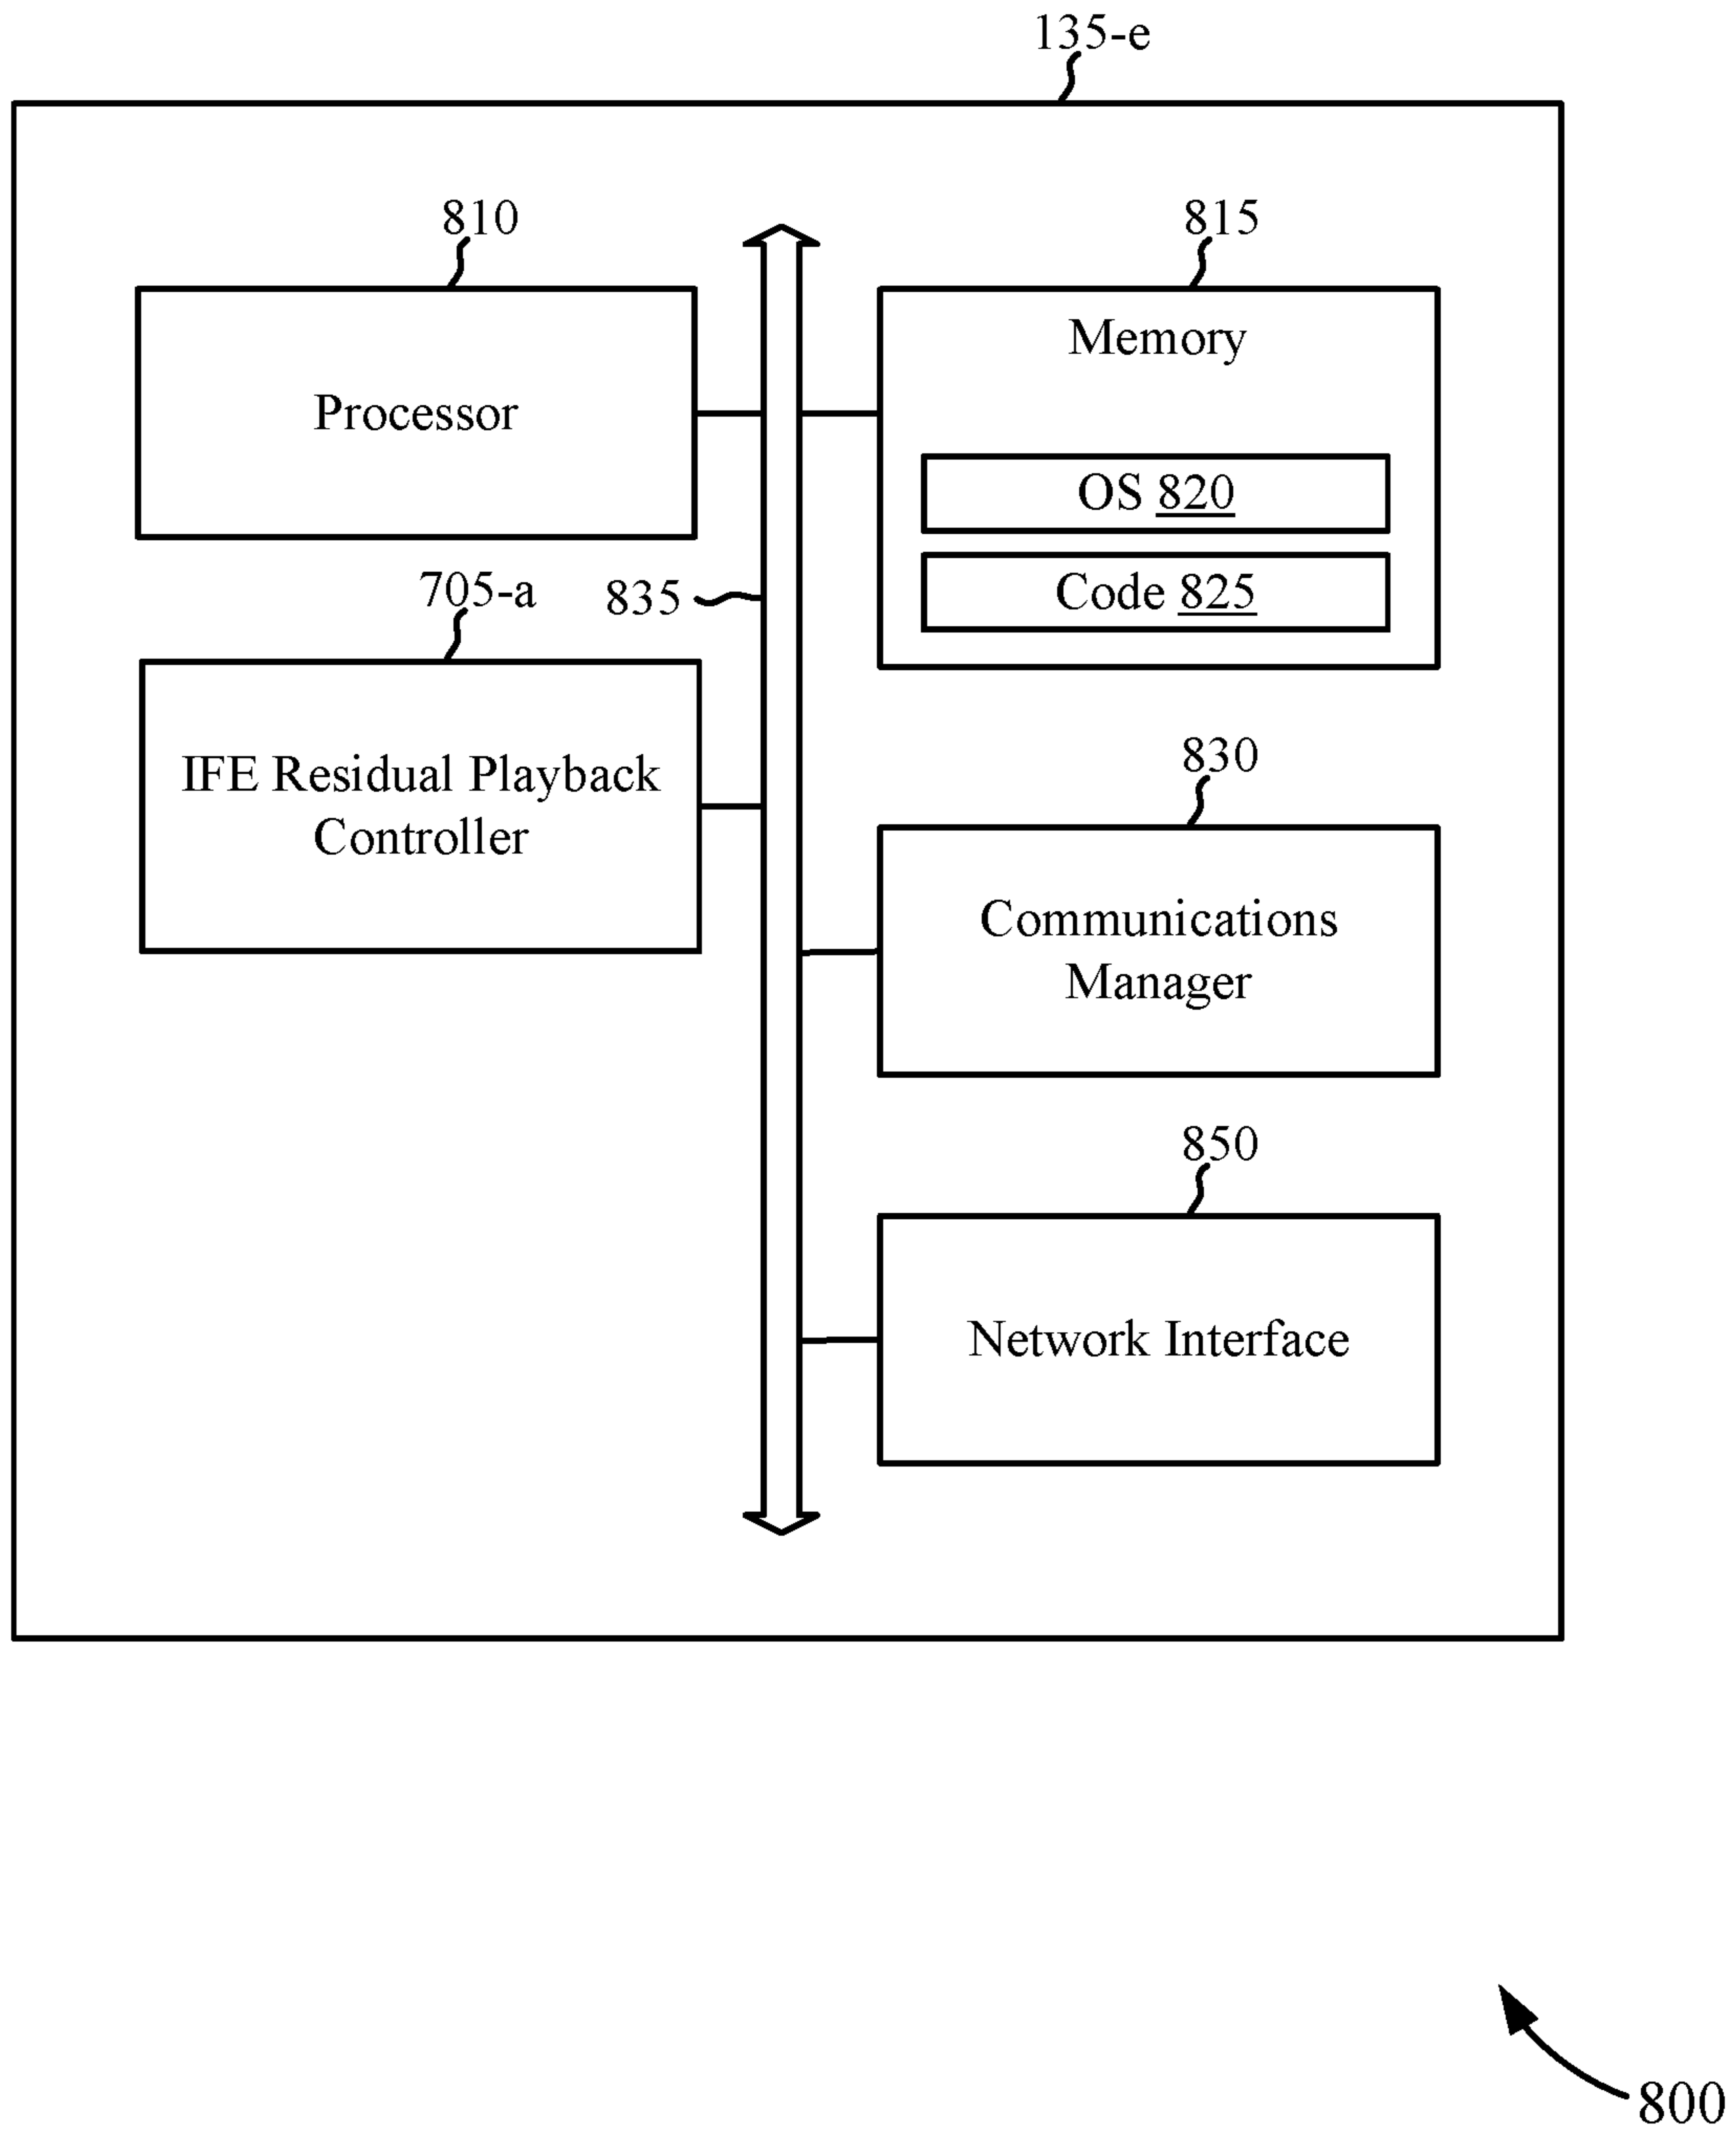 135-e
810
815
Processor
Memory
OS 820
Code 825
705-a
835
IFE Residual Playback
Controller
830
Communications
Manager
850
Network Interface
800